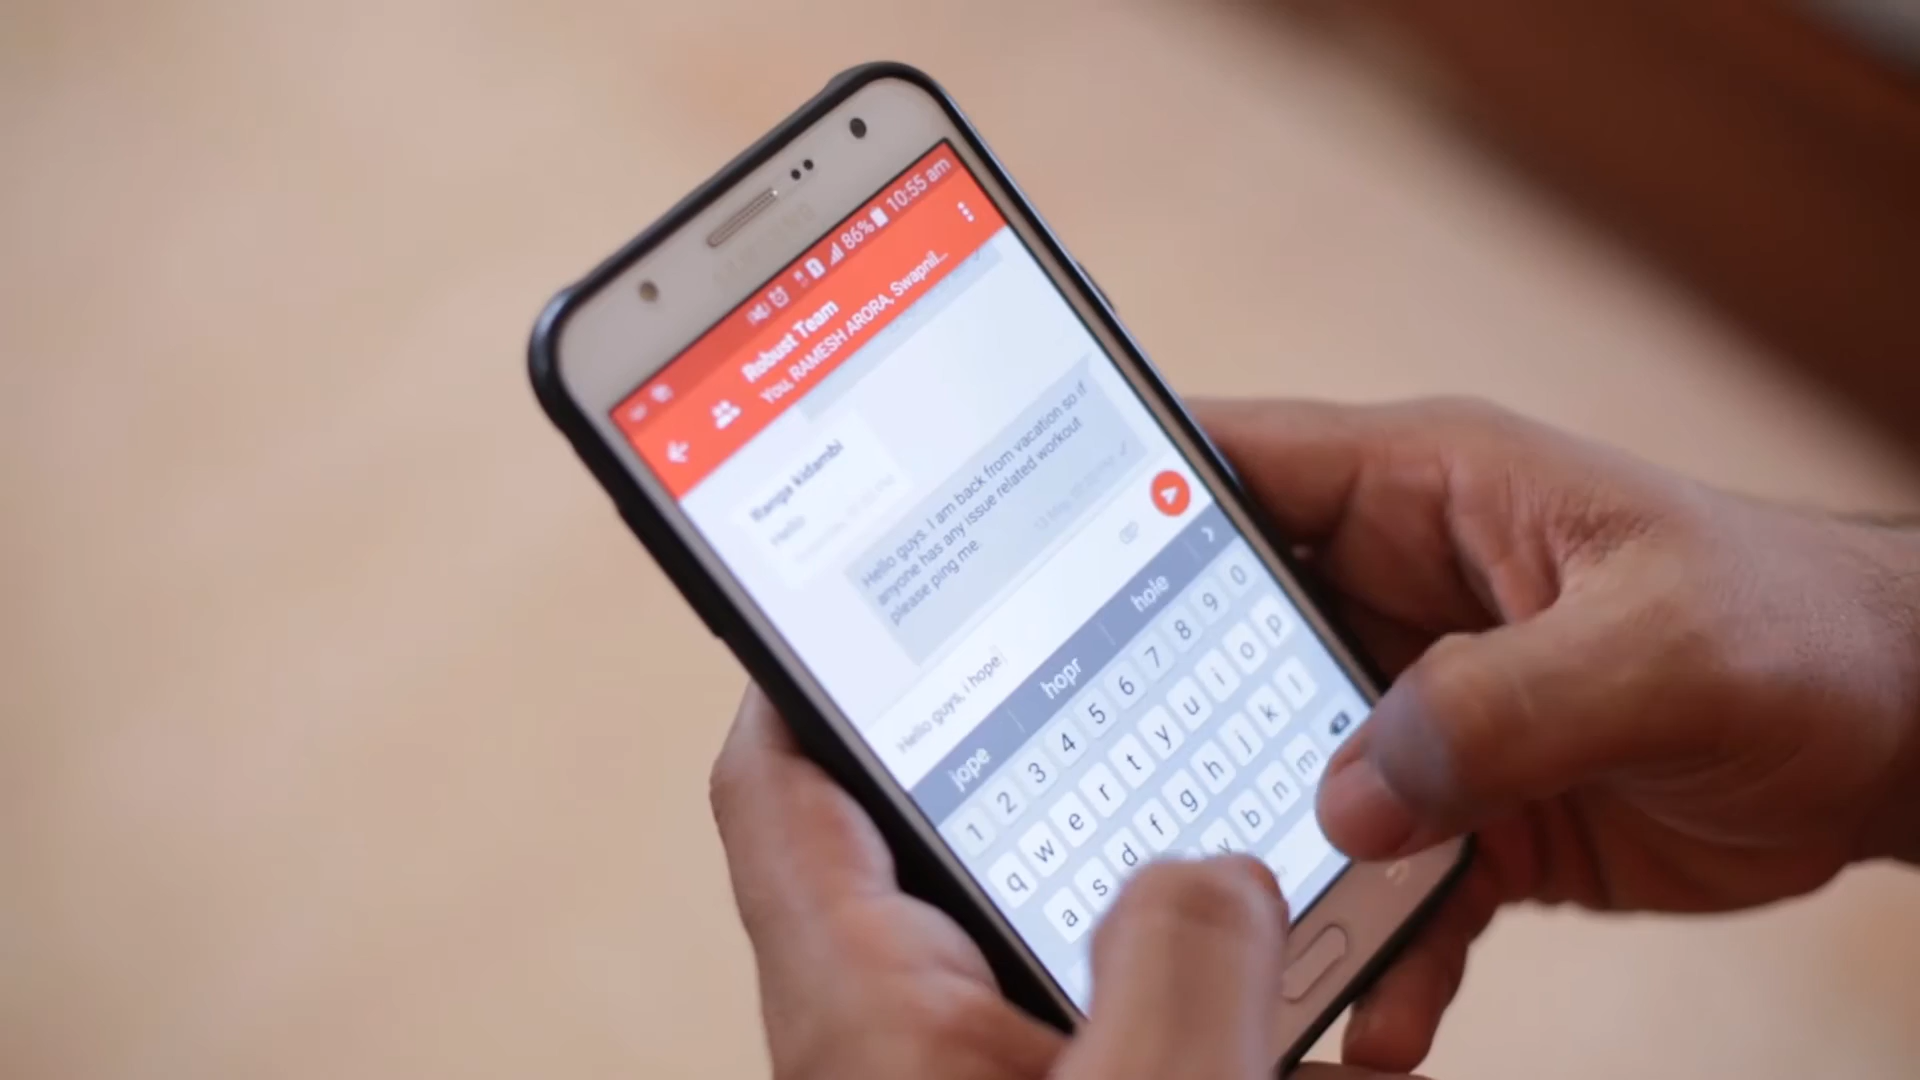 86% 10:55 am
Robust Team
You, RAMESH ARORA, Swapnil...
Ranga kidambi
Hello
Hello guys. I am back from vacation so if
anyone has any issue related workout
please ping me.
Hello guys, i hope
jope hopr hole
1 2 3 4 5 6 7 8 9 0
q w e r t y u i o p
a s d f g h j k l
v b n m